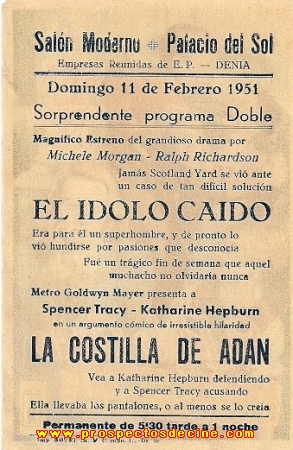 Salón Moderno * Palacio del Sol
Empresas Reunidas de E. P. — DENIA
Domingo 11 de Febrero 1951
Sorprendente programa Doble
Magnífico Estreno del grandioso drama por
Michele Morgan - Ralph Richardson
Jamás Scotland Yard se vió ante
un caso de tan dificil solución
EL IDOLO CAIDO
Era para él un superhombre, y de pronto lo
vió hundirse por pasiones que desconocia
Fué un trágico fin de semana que aquel
muchacho no olvidaría nunca
Metro Goldwyn Mayer presenta a
Spencer Tracy - Katharine Hepburn
en un argumento cómico de irresistible hilaridad
LA COSTILLA DE ADAN
Vea a Katharine Hepburn defendiendo
y a Spencer Tracy acusando
Ella llevaba los pantalones, o al menos se lo creía
Permanente de 5'30 tarde a 1 noche
www.prospectosdecine.com